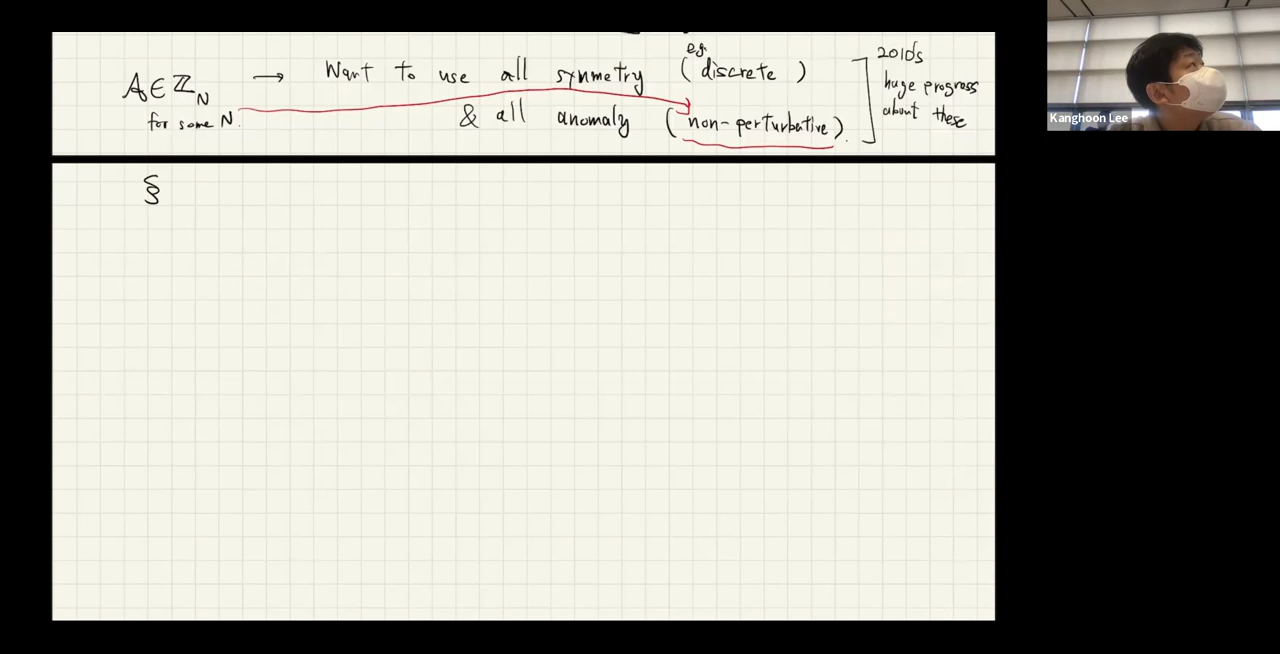 e.g.
𝔸 ∈ ℤ_N → Want to use all symmetry (discrete)
for some N. & all anomaly (non-perturbative).
2010's
huge progress
about these
§
Kanghoon Lee